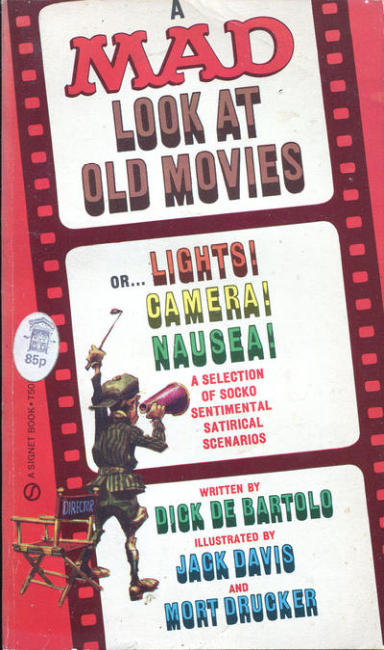 A
MAD
LOOK AT
OLD MOVIES
OR... LIGHTS!
CAMERA!
NAUSEA!
A SELECTION
OF SOCKO
SENTIMENTAL
SATIRICAL
SCENARIOS
85p
A SIGNET BOOK • T50
WRITTEN BY
DICK DE BARTOLO
ILLUSTRATED BY
JACK DAVIS
AND
MORT DRUCKER
DIRECTOR